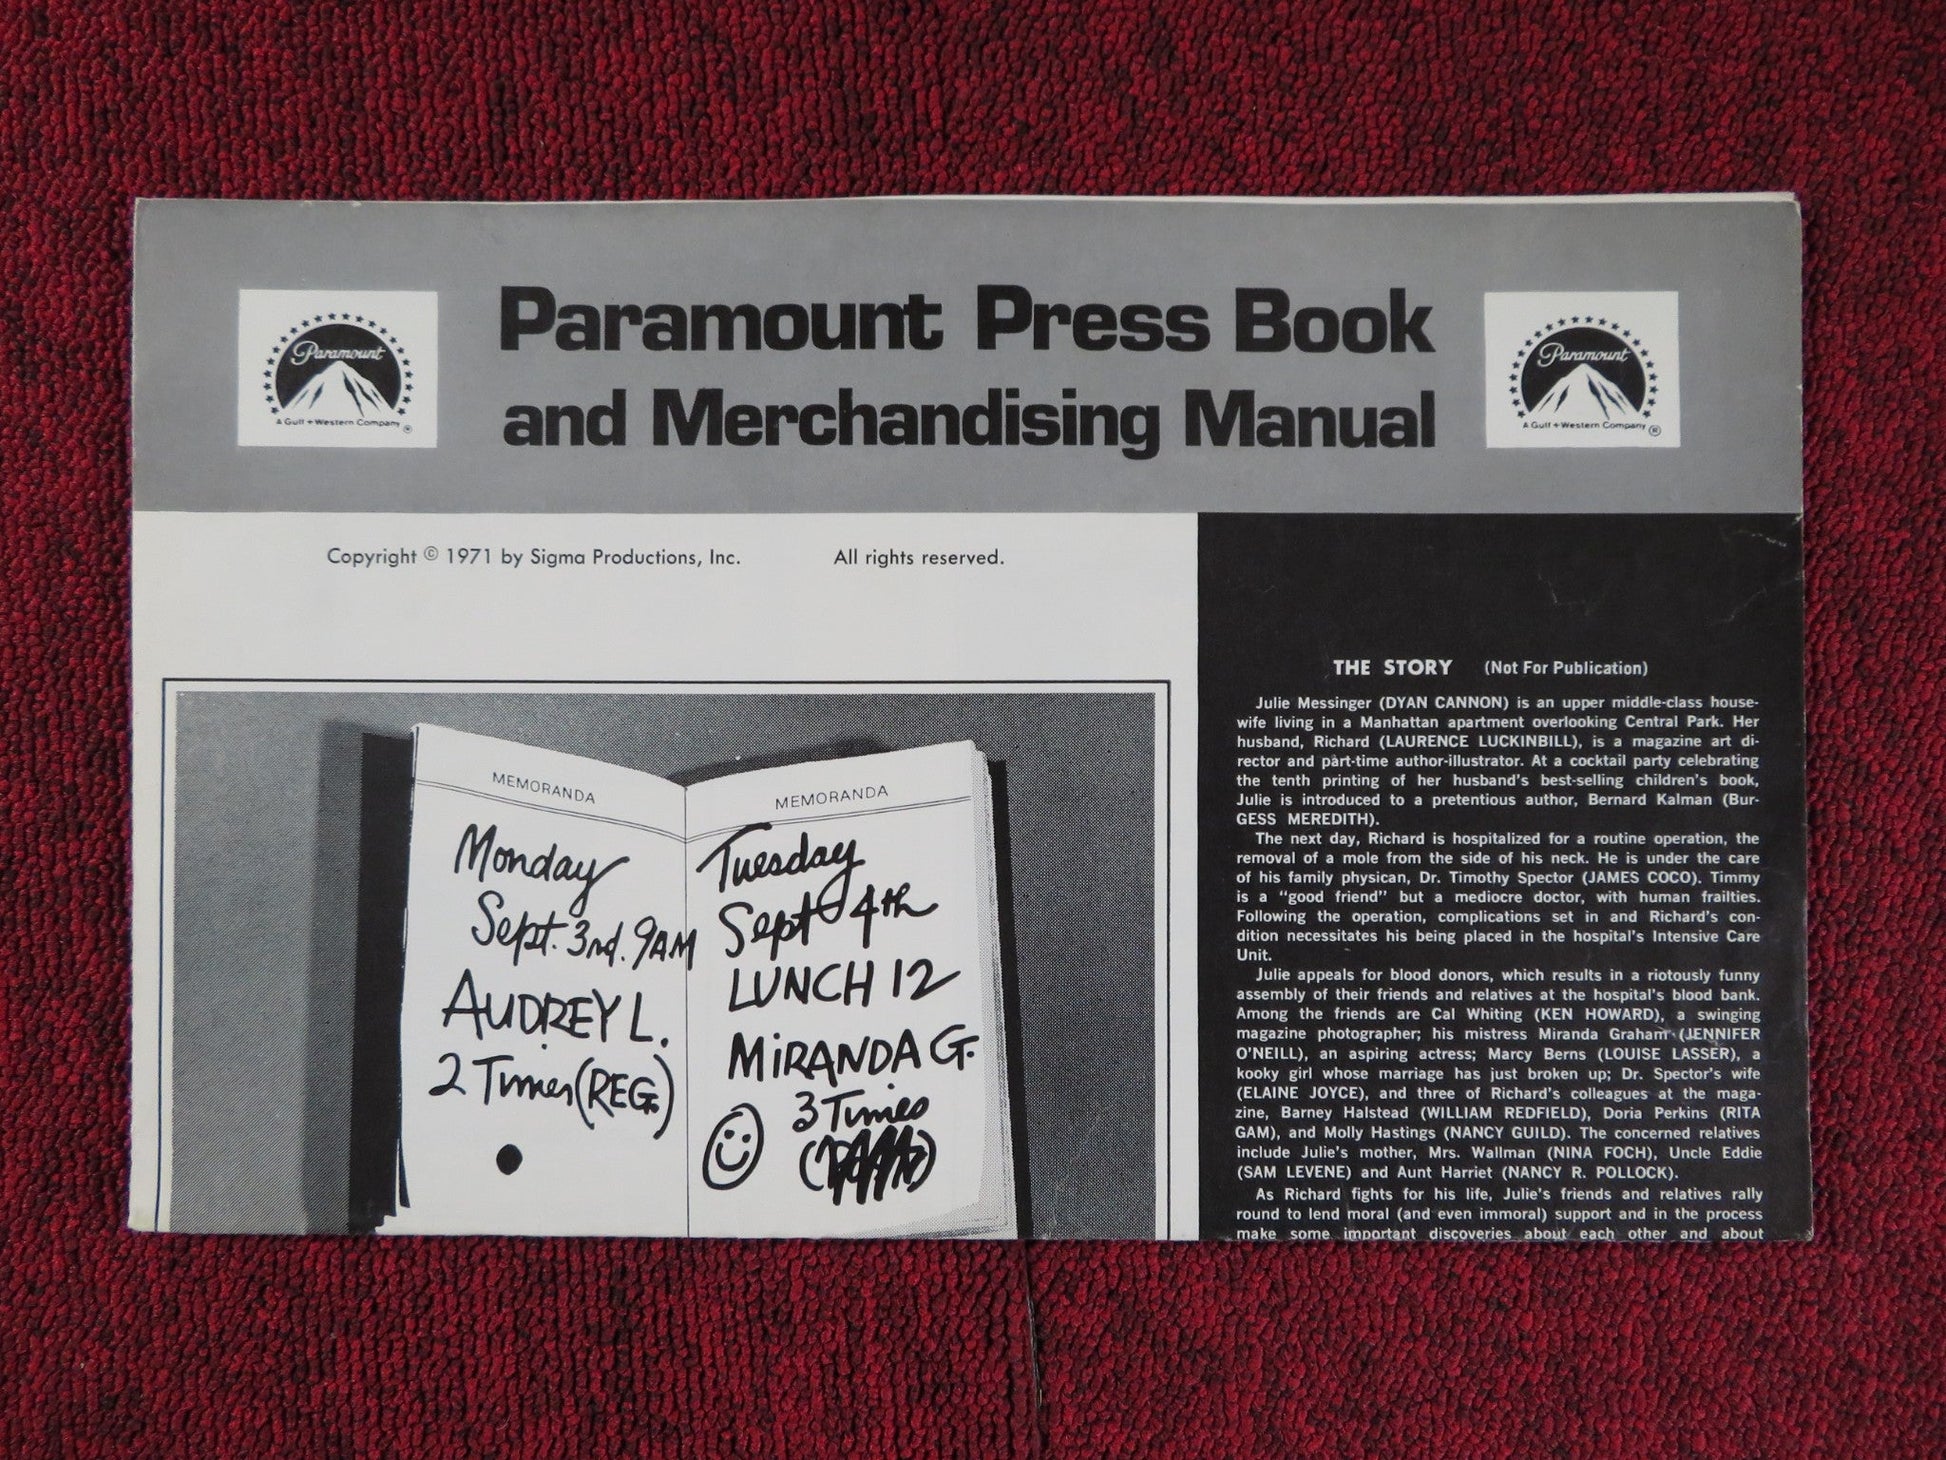 Paramount Press Book
and Merchandising Manual
Paramount
A Gulf + Western Company ®
Paramount
A Gulf + Western Company ®
Copyright © 1971 by Sigma Productions, Inc. All rights reserved.
MEMORANDA
Monday
Sept. 3rd. 9AM
AUDREY L.
2 Times (REG.)
MEMORANDA
Tuesday
Sept 4th
LUNCH 12
MIRANDA G.
3 Times
THE STORY (Not For Publication)
Julie Messinger (DYAN CANNON) is an upper middle-class house-
wife living in a Manhattan apartment overlooking Central Park. Her
husband, Richard (LAURENCE LUCKINBILL), is a magazine art di-
rector and part-time author-illustrator. At a cocktail party celebrating
the tenth printing of her husband's best-selling children's book,
Julie is introduced to a pretentious author, Bernard Kalman (Bur-
GESS MEREDITH).
The next day, Richard is hospitalized for a routine operation, the
removal of a mole from the side of his neck. He is under the care
of his family physican, Dr. Timothy Spector (JAMES COCO). Timmy
is a "good friend" but a mediocre doctor, with human frailties.
Following the operation, complications set in and Richard's con-
dition necessitates his being placed in the hospital's Intensive Care
Unit.
Julie appeals for blood donors, which results in a riotously funny
assembly of their friends and relatives at the hospital's blood bank.
Among the friends are Cal Whiting (KEN HOWARD), a swinging
magazine photographer; his mistress Miranda Graham (JENNIFER
O'NEILL), an aspiring actress; Marcy Berns (LOUISE LASSER), a
kooky girl whose marriage has just broken up; Dr. Spector's wife
(ELAINE JOYCE), and three of Richard's colleagues at the maga-
zine, Barney Halstead (WILLIAM REDFIELD), Doria Perkins (RITA
GAM), and Molly Hastings (NANCY GUILD). The concerned relatives
include Julie's mother, Mrs. Wallman (NINA FOCH), Uncle Eddie
(SAM LEVENE) and Aunt Harriet (NANCY R. POLLOCK).
As Richard fights for his life, Julie's friends and relatives rally
round to lend moral (and even immoral) support and in the process
make some important discoveries about each other and about